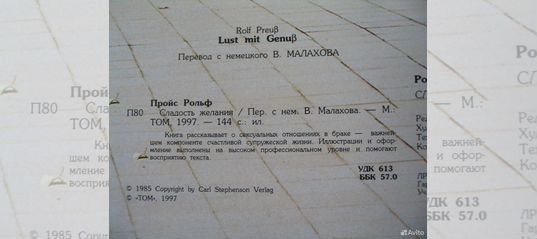 Rolf Preuß
Lust mit Genuß
Перевод с немецкого В. МАЛАХОВА
Пройс Рольф
П80 Сладость желания / Пер. с нем. В. Малахова. — М.:
ТОМ, 1997. — 144 с.: ил.
Книга рассказывает о сексуальных отношениях в браке — важней-
шем компоненте счастливой супружеской жизни. Иллюстрации и офор-
мление выполнены на высоком профессиональном уровне и помогают
восприятию текста.
УДК 613
ББК 57.0
© 1985 Copyright by Carl Stephenson Verlag
© «ТОМ», 1997
Avito